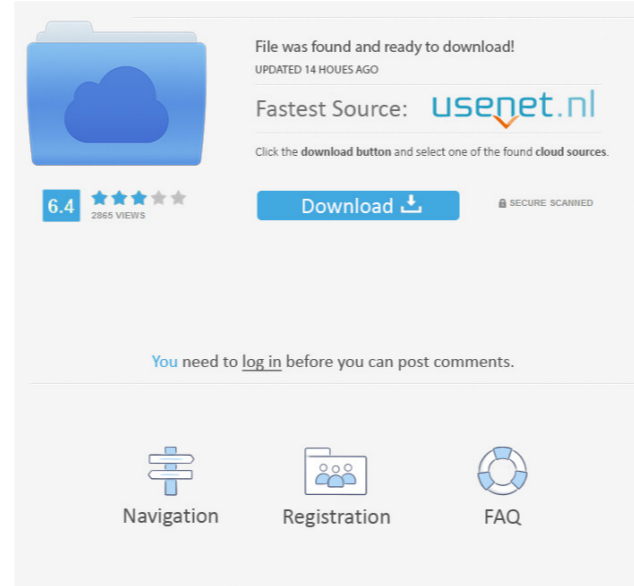 File was found and ready to download!
UPDATED 14 HOUES AGO
Fastest Source: usenet.nl
Click the download button and select one of the found cloud sources.
6.4
2865 VIEWS
Download
SECURE SCANNED
You need to log in before you can post comments.
Navigation
Registration
FAQ